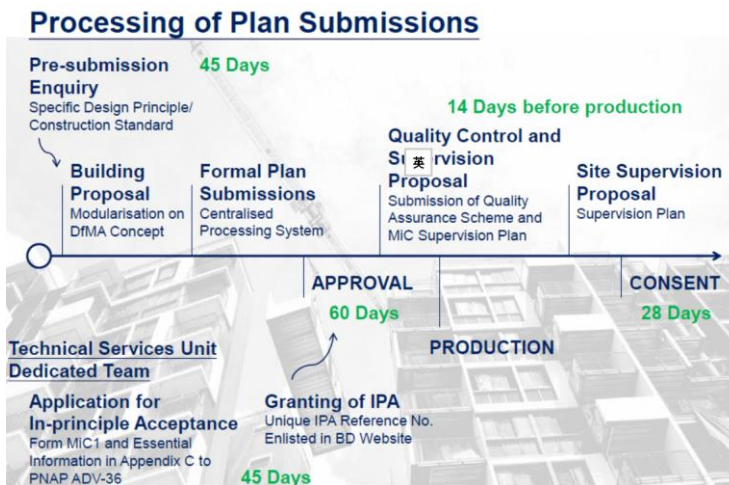 Processing of Plan Submissions
Pre-submission
Enquiry
45 Days
Specific Design Principle/
Construction Standard
14 Days before production
Building
Proposal
Modularisation on
DfMA Concept
Formal Plan
Submissions
Centralised
Processing System
Quality Control and
英
Proposal
Submission of Quality
Assurance Scheme and
MiC Supervision Plan
Site Supervision
Proposal
Supervision Plan
APPROVAL
60 Days
PRODUCTION
CONSENT
28 Days
Technical Services Unit
Dedicated Team
Application for
In-principle Acceptance
Form MiC1 and Essential
Information in Appendix C to
PNAP ADV-36
45 Days
Granting of IPA
Unique IPA Reference No.
Enlisted in BD Website